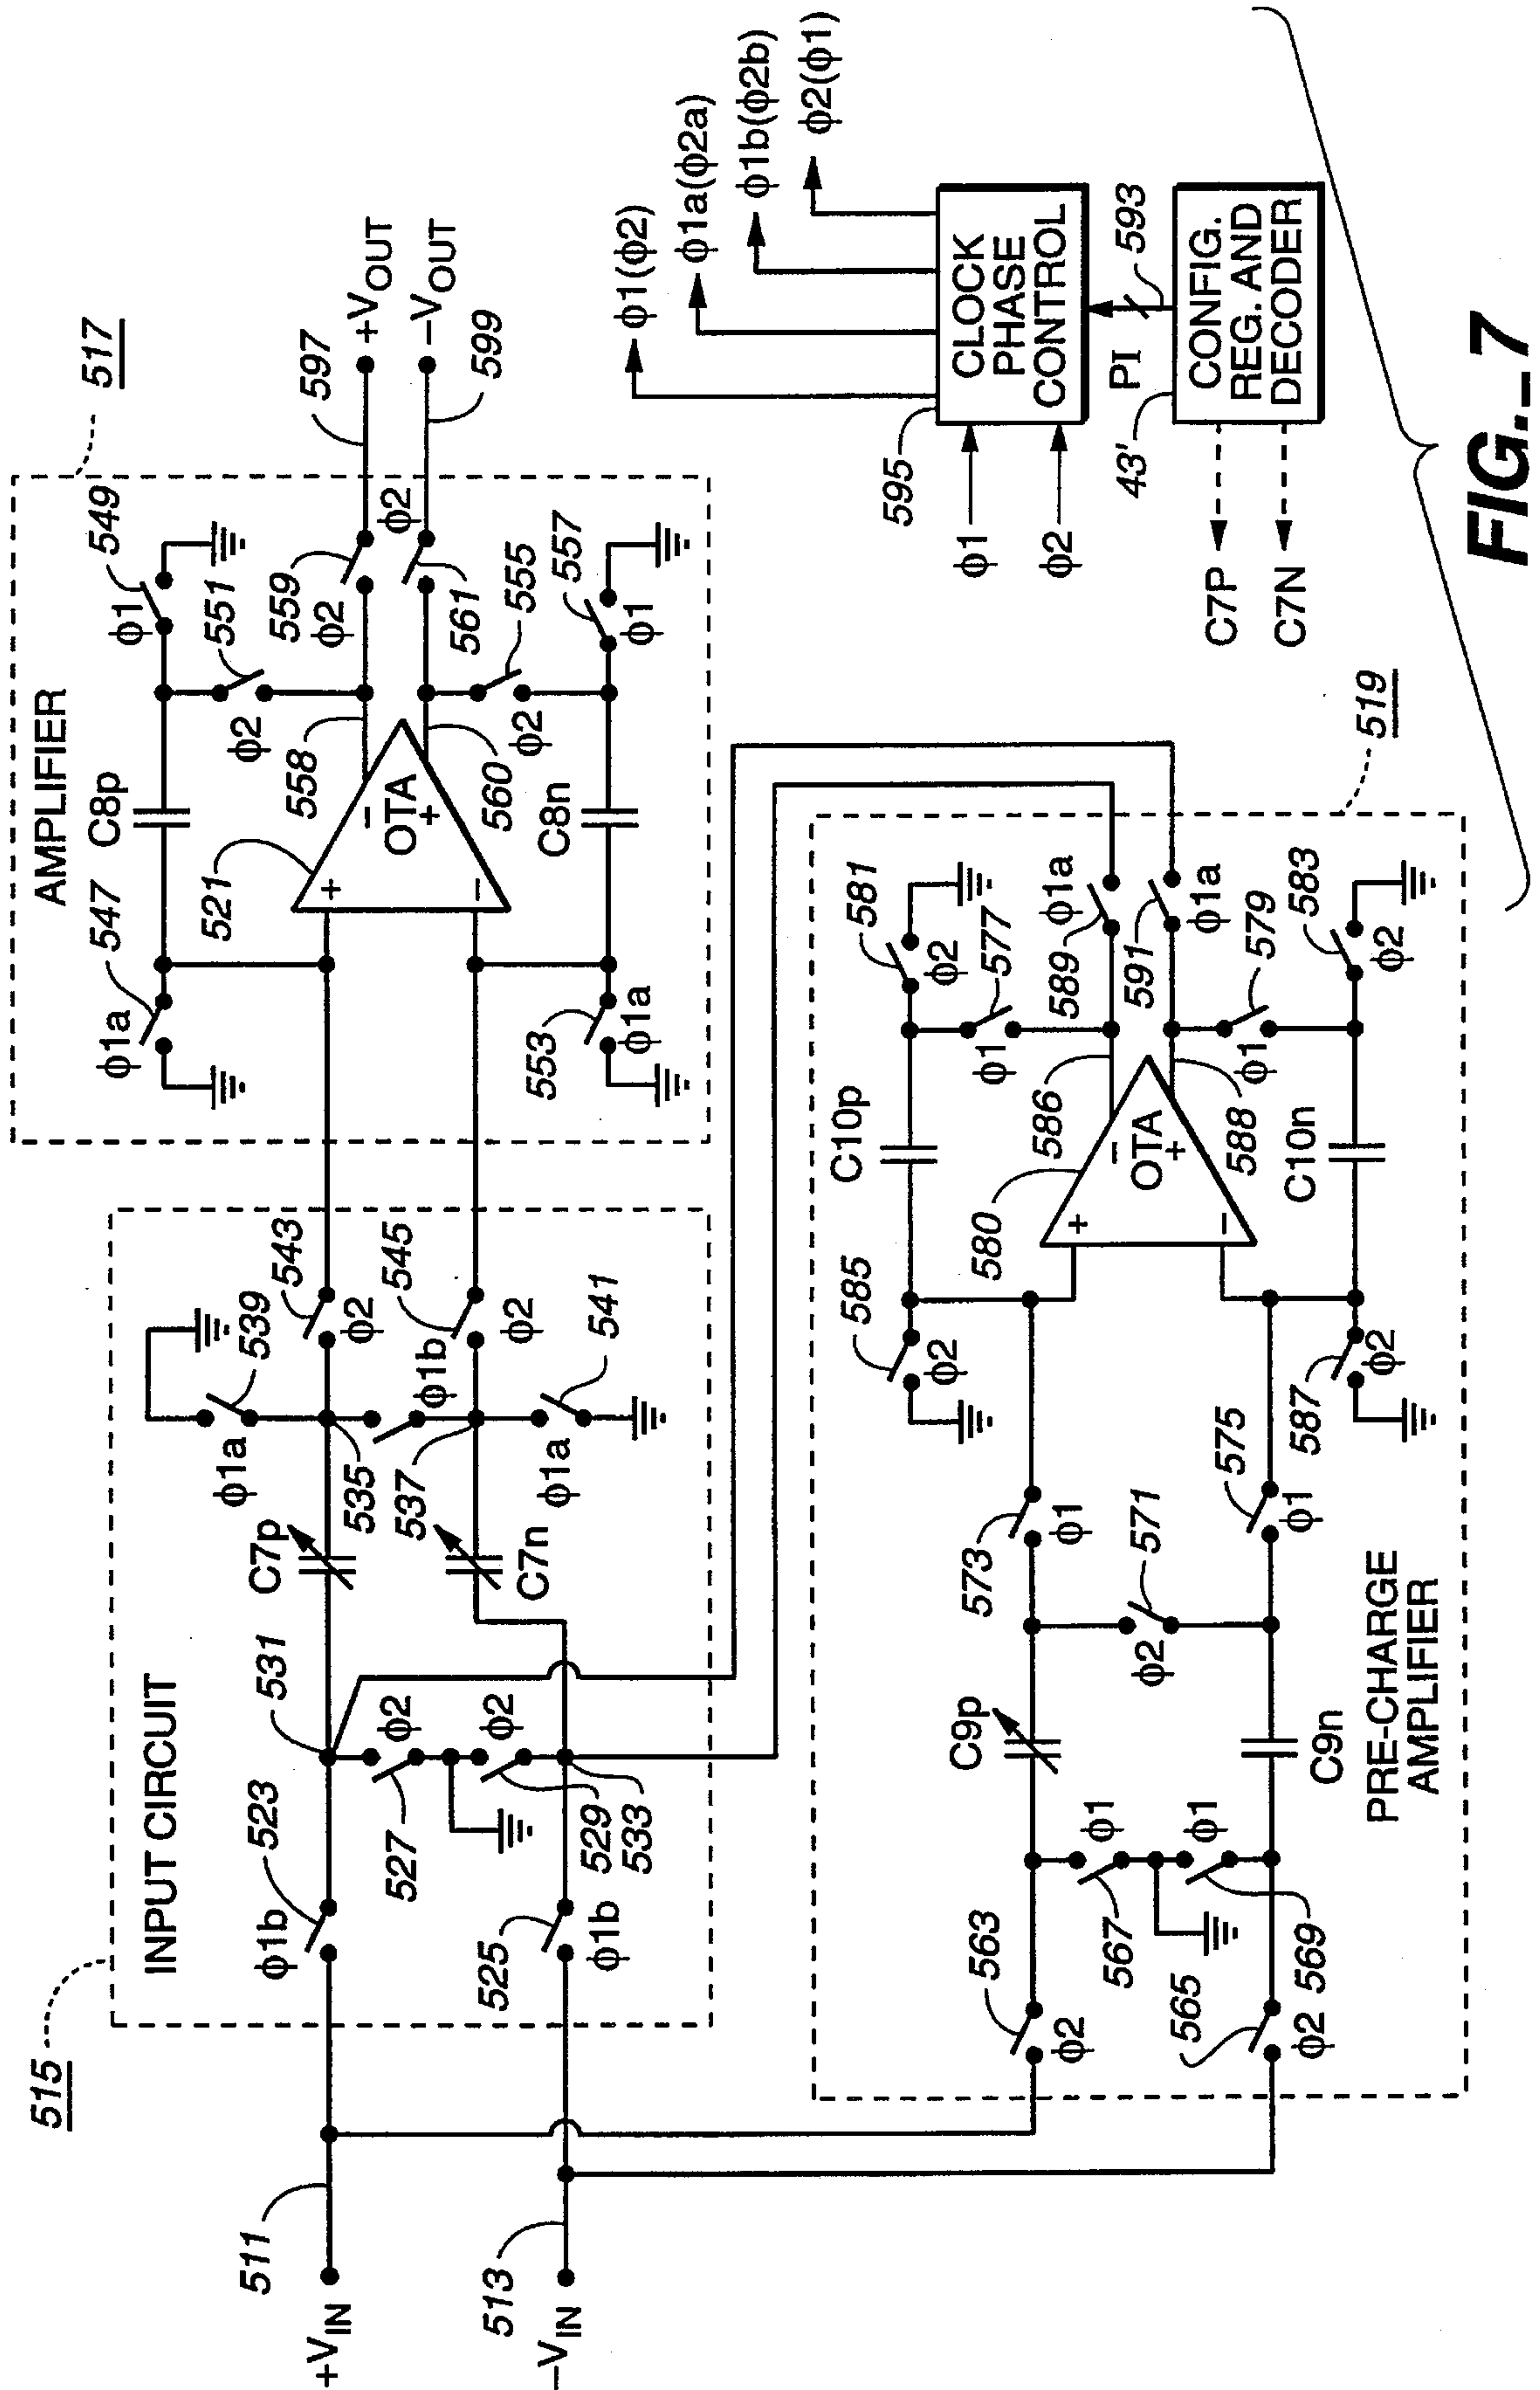 515
INPUT CIRCUIT
511
+VIN
513
−VIN
ϕ1b
523
525
ϕ1b
531
527
ϕ2
ϕ2
529
533
C7p
C7n
535
537
ϕ1a
539
ϕ1b
ϕ1a
541
543
ϕ2
545
ϕ2
517
AMPLIFIER
547
ϕ1a
C8p
ϕ1
549
551
ϕ2
521
+
−
OTA
−
+
558
560
559
ϕ2
ϕ2
561
555
ϕ2
C8n
553
ϕ1a
557
ϕ1
597
+VOUT
−VOUT
599
519
PRE-CHARGE
AMPLIFIER
563
ϕ2
565
ϕ2
567
ϕ1
ϕ1
569
C9p
C9n
571
ϕ2
573
ϕ1
575
ϕ1
585
ϕ2
587
ϕ2
C10p
C10n
580
+
−
OTA
−
+
586
588
581
ϕ2
577
ϕ1
589
ϕ1a
591
ϕ1a
579
ϕ1
583
ϕ2
ϕ1(ϕ2)
ϕ1a(ϕ2a)
ϕ1b(ϕ2b)
ϕ2(ϕ1)
595
CLOCK
PHASE
CONTROL
ϕ1
ϕ2
PI
593
43'
CONFIG.
REG. AND
DECODER
C7P
C7N
FIG._7